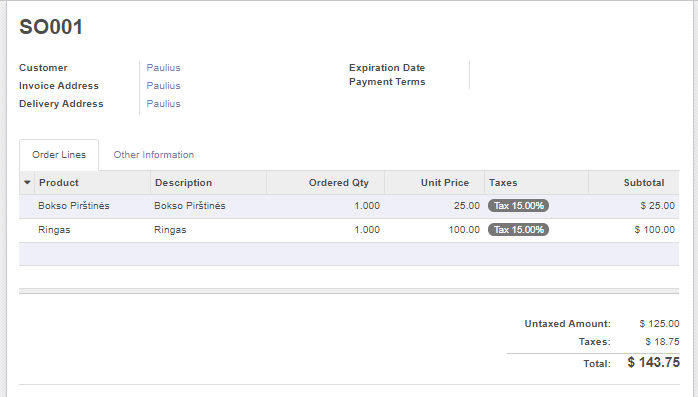 SO001
Customer Paulius Expiration Date
Invoice Address Paulius Payment Terms
Delivery Address Paulius
Order Lines Other Information
Product Description Ordered Qty Unit Price Taxes Subtotal
Bokso Pirštinės Bokso Pirštinės 1.000 25.00 Tax 15.00% $ 25.00
Ringas Ringas 1.000 100.00 Tax 15.00% $ 100.00
Untaxed Amount: $ 125.00
Taxes: $ 18.75
Total: $ 143.75